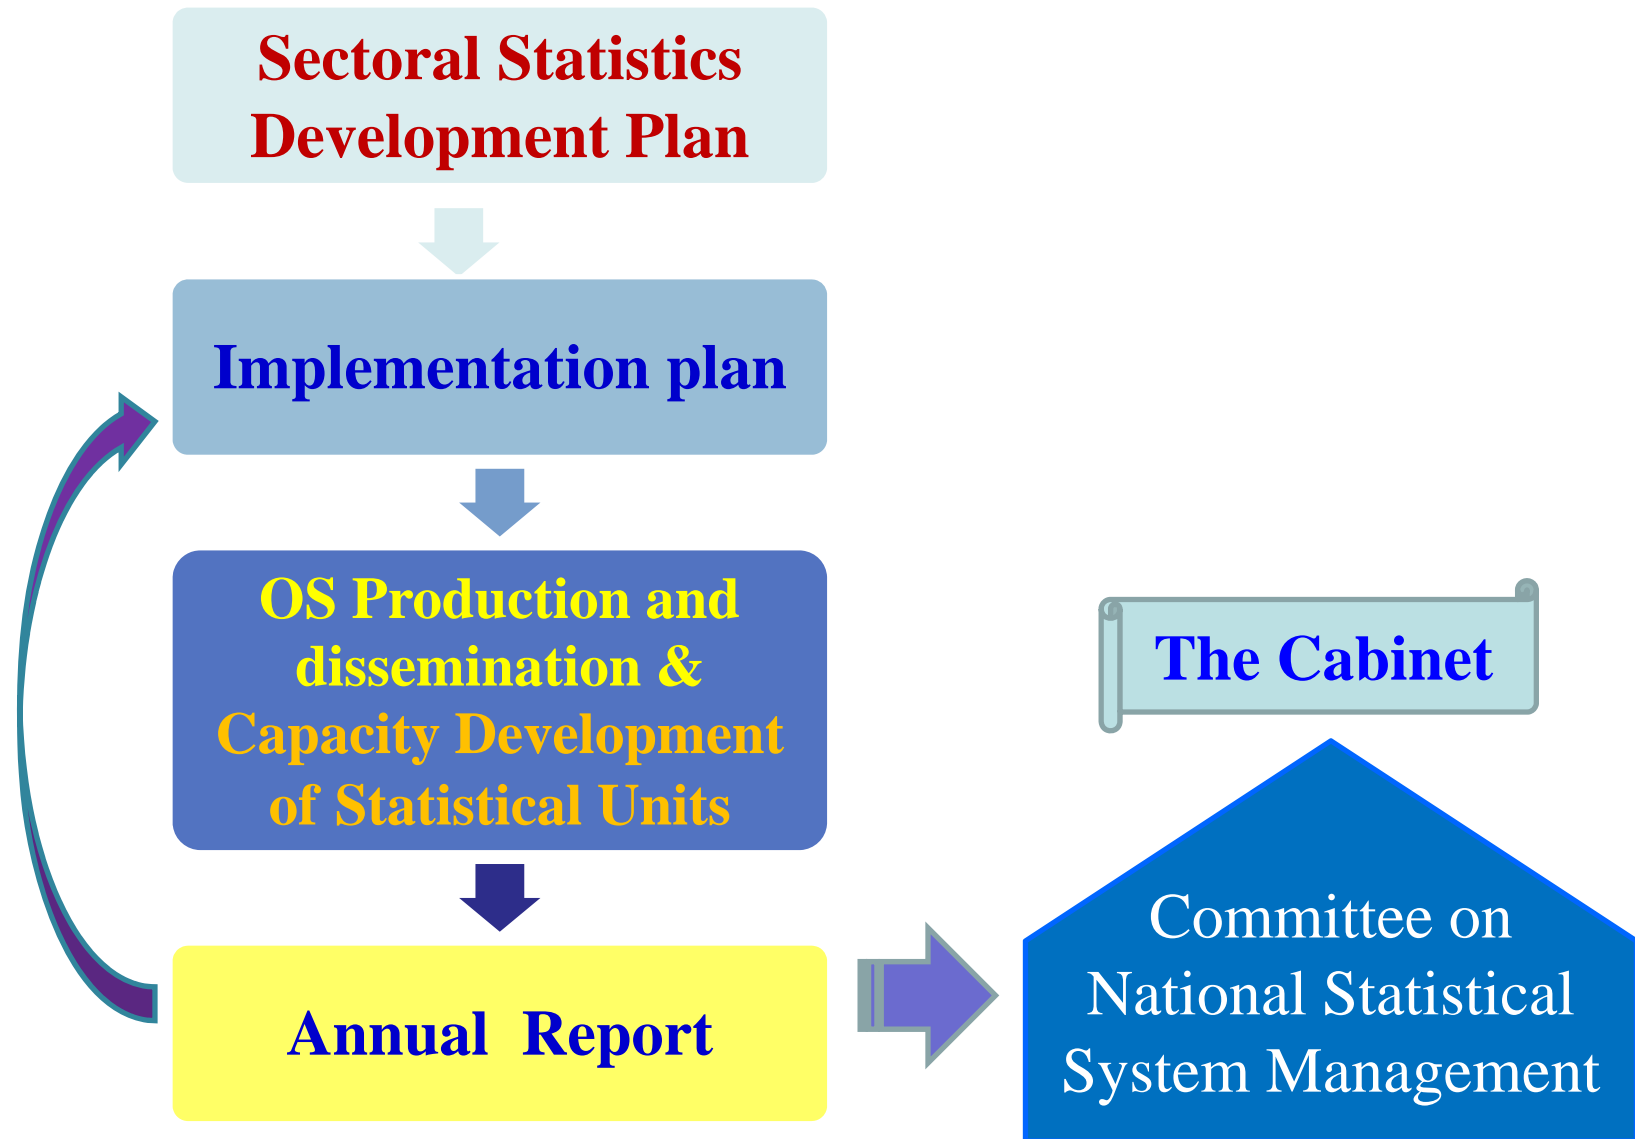 Sectoral Statistics
Development Plan
Implementation plan
OS Production and
dissemination &
Capacity Development
of Statistical Units
Annual Report
The Cabinet
Committee on
National Statistical
System Management